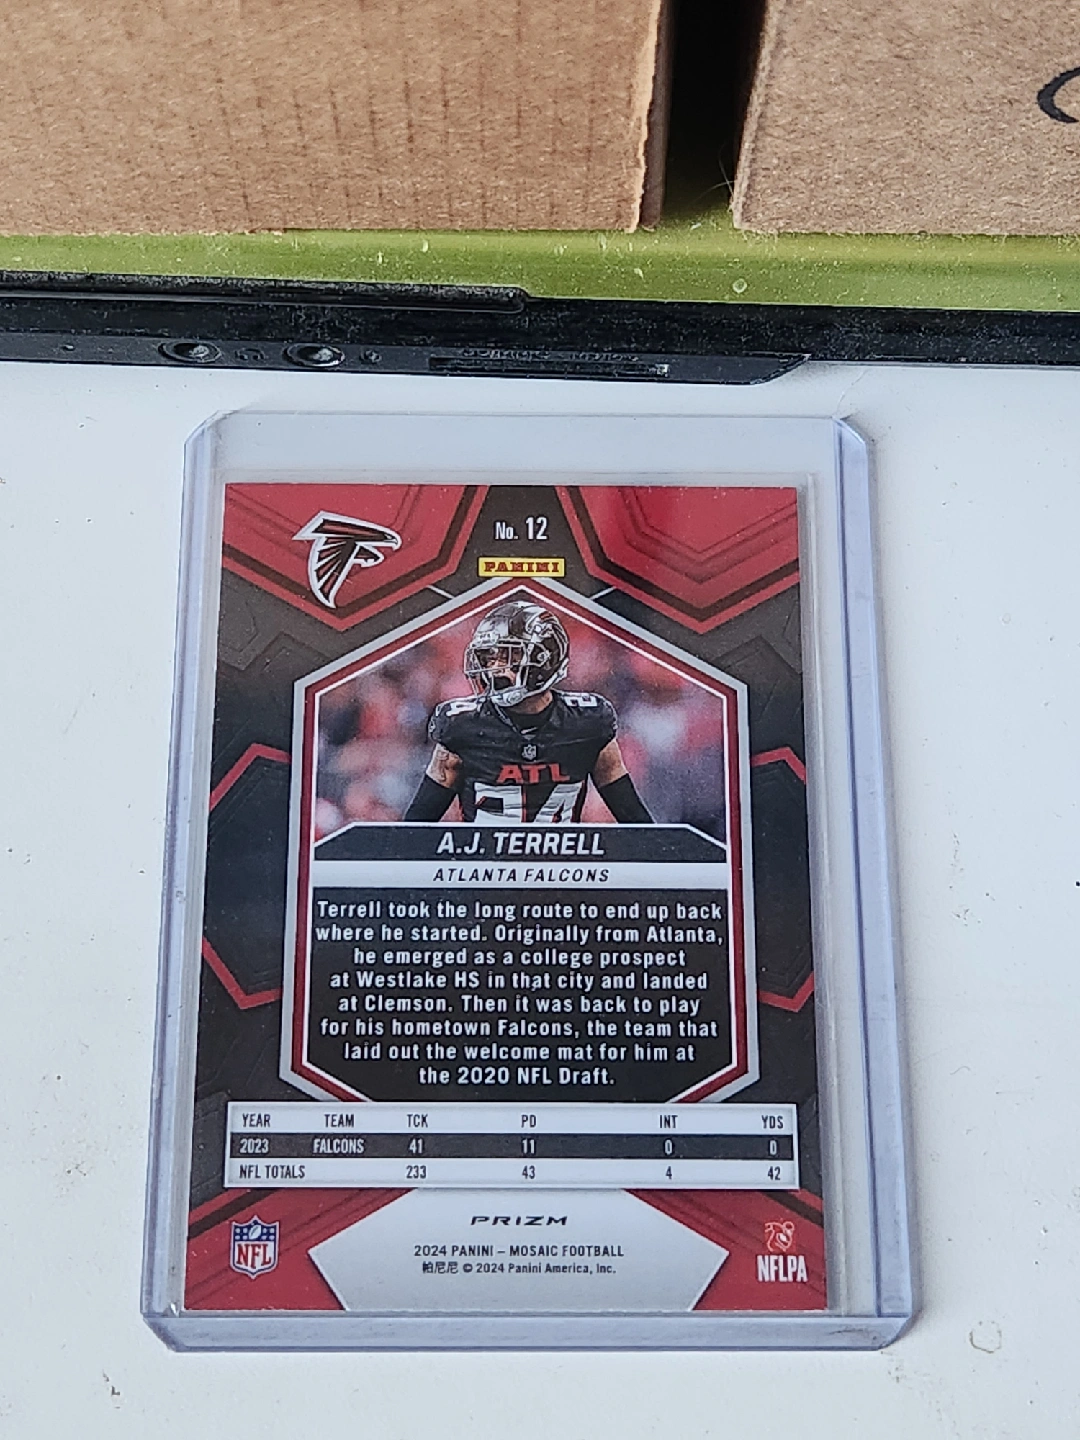 No. 12
PANINI
24
ATL
24
A.J. TERRELL
ATLANTA FALCONS
Terrell took the long route to end up back
where he started. Originally from Atlanta,
he emerged as a college prospect
at Westlake HS in that city and landed
at Clemson. Then it was back to play
for his hometown Falcons, the team that
laid out the welcome mat for him at
the 2020 NFL Draft.
YEAR TEAM TCK PD INT YDS
2023 FALCONS 41 11 0 0
NFL TOTALS 233 43 4 42
PRIZM
NFL
2024 PANINI – MOSAIC FOOTBALL
帕尼尼 © 2024 Panini America, Inc.
NFLPA